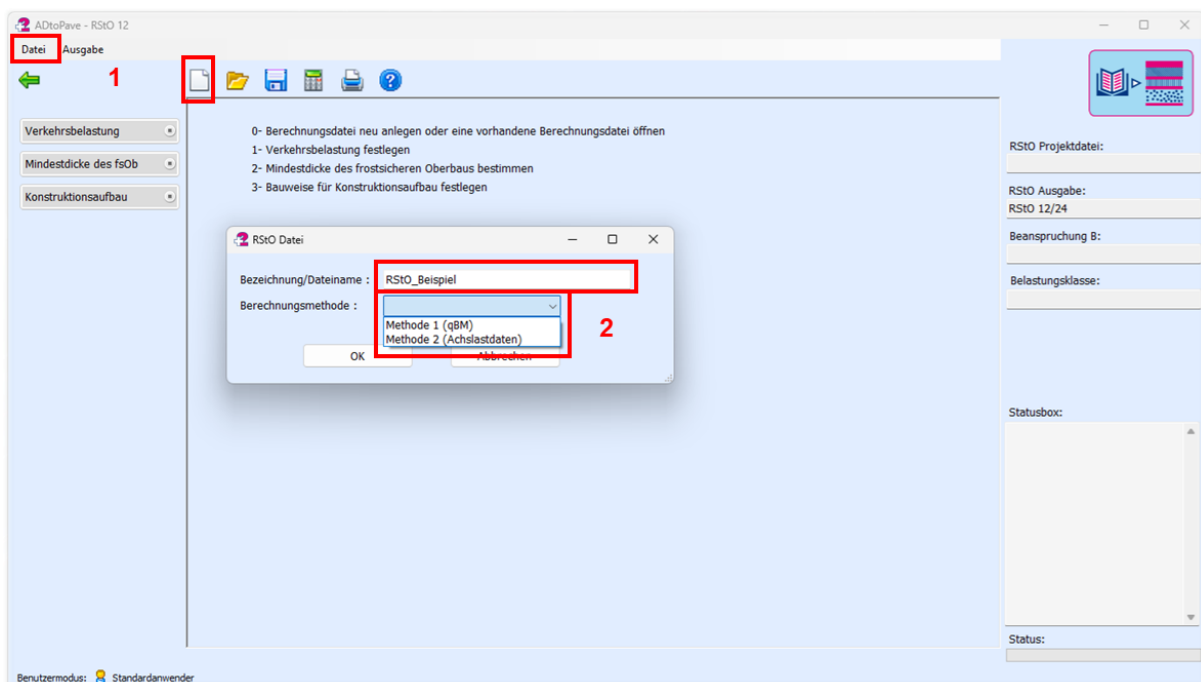 ADtoPave - RStO 12
Datei Ausgabe
1
Verkehrsbelastung
Mindestdicke des fsOb
Konstruktionsaufbau
0- Berechnungsdatei neu anlegen oder eine vorhandene Berechnungsdatei öffnen
1- Verkehrsbelastung festlegen
2- Mindestdicke des frostsicheren Oberbaus bestimmen
3- Bauweise für Konstruktionsaufbau festlegen
RStO Datei
Bezeichnung/Dateiname : RStO_Beispiel
Berechnungsmethode :
Methode 1 (qBM)
Methode 2 (Achslastdaten)
2
OK Abbrechen
RStO Projektdatei:
RStO Ausgabe:
RStO 12/24
Beanspruchung B:
Belastungsklasse:
Statusbox:
Status:
Benutzermodus: Standardanwender